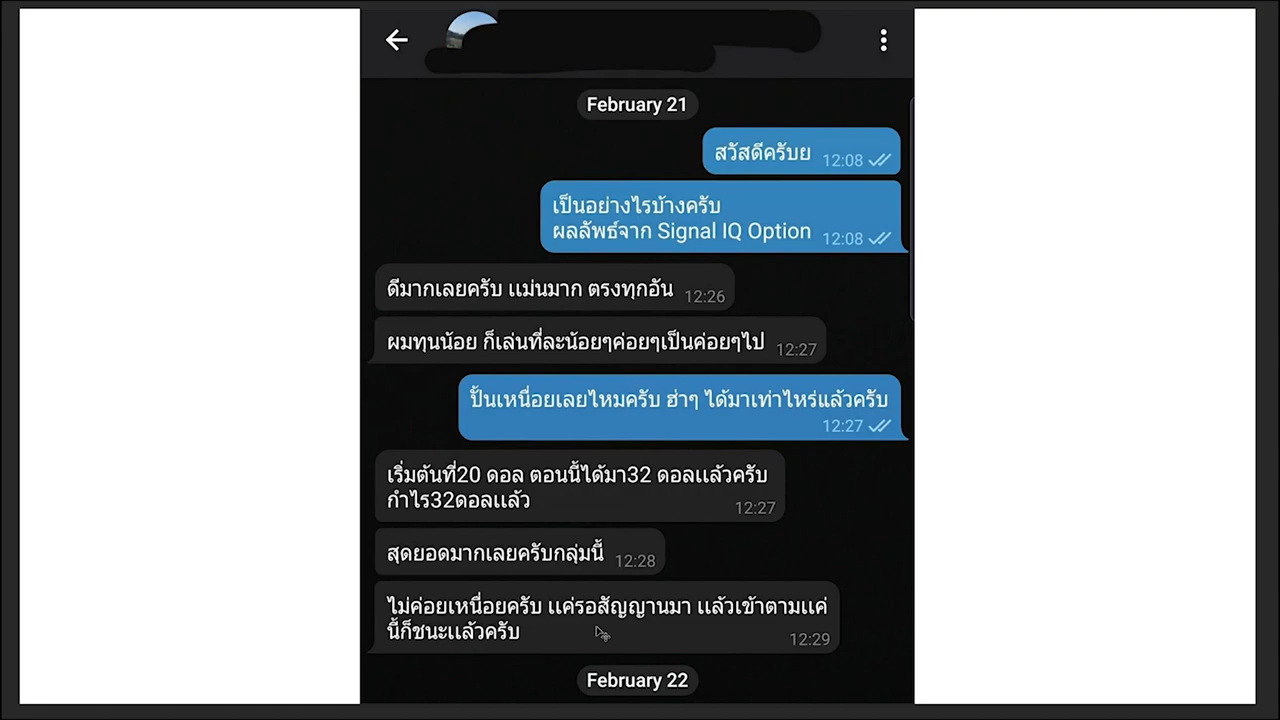 February 21
สวัสดีครับย 12:08
เป็นอย่างไรบ้างครับ
ผลลัพธ์จาก Signal IQ Option 12:08
ดีมากเลยครับ แม่นมาก ตรงทุกอัน 12:26
ผมทุนน้อย ก็เล่นที่ละน้อยๆค่อยๆเป็นค่อยๆไป 12:27
ปั้นเหนื่อยเลยไหมครับ ฮ่าๆ ได้มาเท่าไหร่แล้วครับ
12:27
เริ่มต้นที่20 ดอล ตอนนี้ได้มา32 ดอลแล้วครับ
กำไร32ดอลแล้ว 12:27
สุดยอดมากเลยครับกลุ่มนี้ 12:28
ไม่ค่อยเหนื่อยครับ แค่รอสัญญานมา แล้วเข้าตามแค่
นี้ก็ชนะแล้วครับ 12:29
February 22